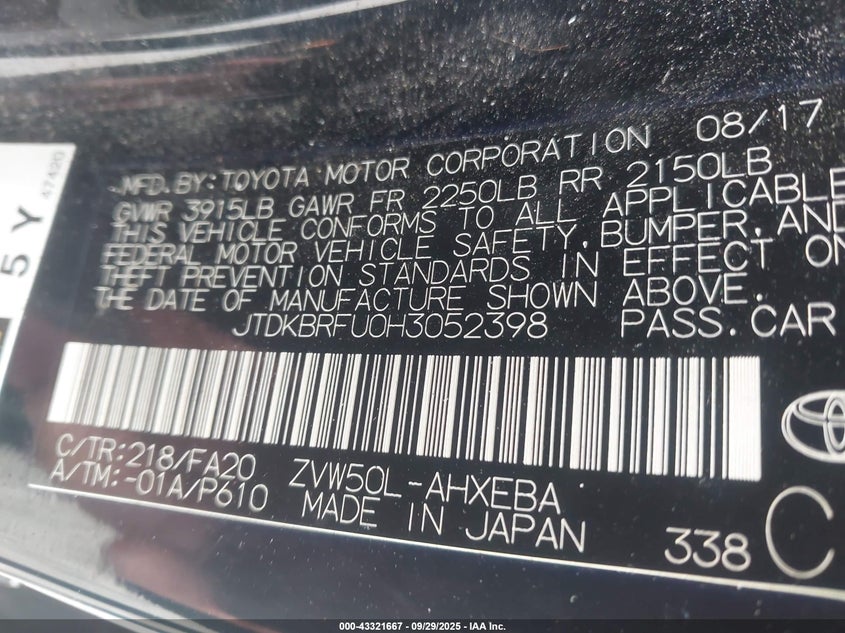 5 Y
47420
MFD. BY: TOYOTA MOTOR CORPORATION 08/17
GVWR 3915LB GAWR FR 2250LB RR 2150LB
THIS VEHICLE CONFORMS TO ALL APPLICABLE
FEDERAL MOTOR VEHICLE SAFETY, BUMPER, AND
THEFT PREVENTION STANDARDS IN EFFECT ON
THE DATE OF MANUFACTURE SHOWN ABOVE.
JTDKBRFU0H3052398 PASS. CAR
C/TR: 218/FA20 ZVW50L-AHXEBA
A/TM: -01A/P610 MADE IN JAPAN
338 C
000-43321667 - 09/29/2025 - IAA Inc.